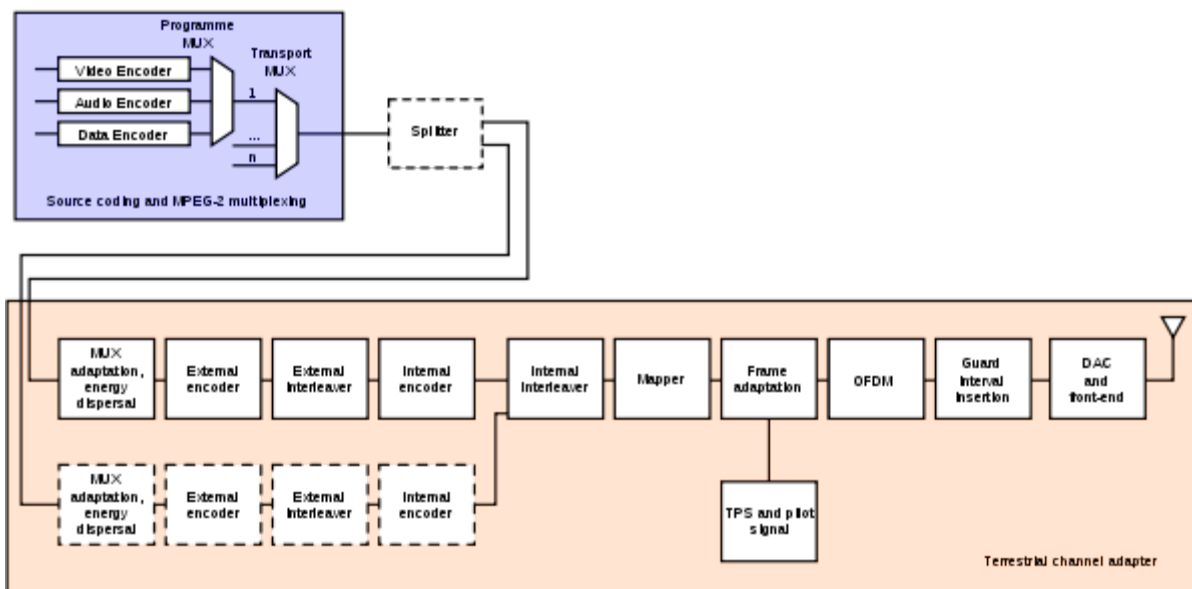 Programme
MUX
Transport
MUX
Video Encoder
Audio Encoder
Data Encoder
1
...
n
Source coding and MPEG-2 multiplexing
Splitter
MUX
adaptation,
energy
dispersal
External
encoder
External
Interleaver
Internal
encoder
Internal
Interleaver
Mapper
Frame
adaptation
OFDM
Guard
Interval
Insertion
DAC
and
front-end
MUX
adaptation,
energy
dispersal
External
encoder
External
Interleaver
Internal
encoder
TPS and pilot
signal
Terrestrial channel adapter